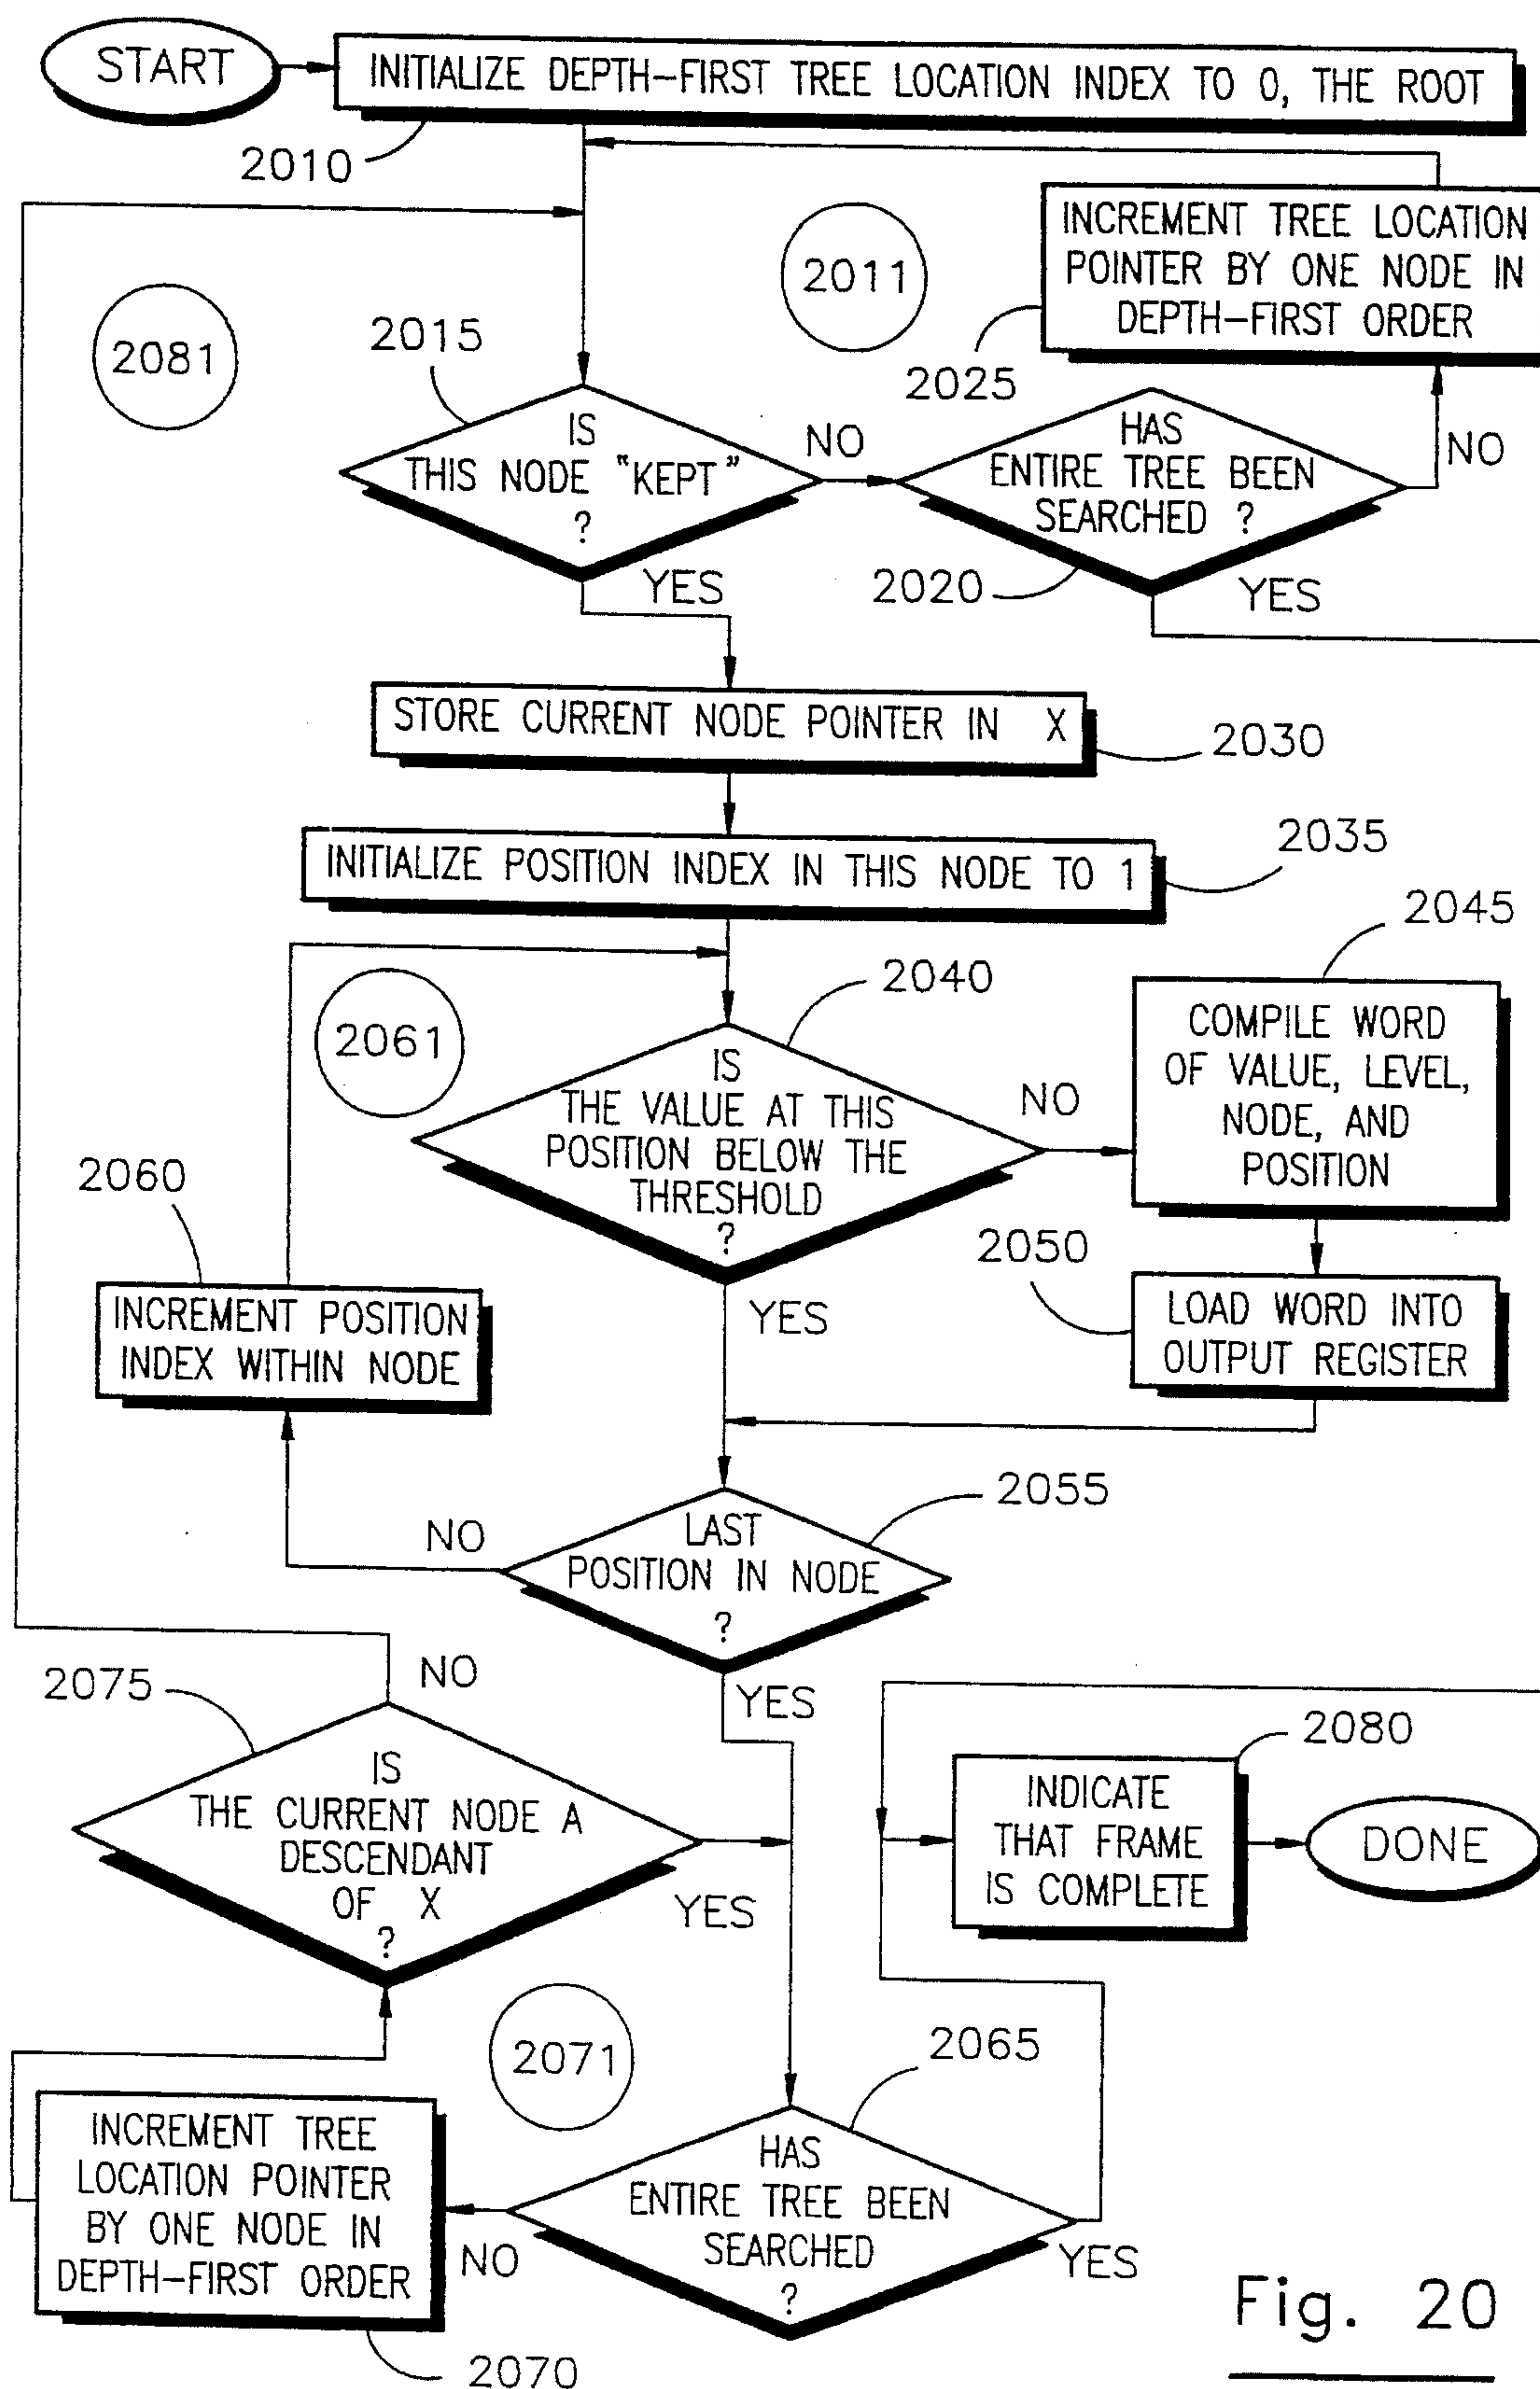 START
INITIALIZE DEPTH-FIRST TREE LOCATION INDEX TO 0, THE ROOT
2010
INCREMENT TREE LOCATION
POINTER BY ONE NODE IN
DEPTH-FIRST ORDER
2011
2025
2081
2015
IS
THIS NODE "KEPT"
?
NO
HAS
ENTIRE TREE BEEN
SEARCHED ?
NO
2020
YES
YES
STORE CURRENT NODE POINTER IN X
2030
INITIALIZE POSITION INDEX IN THIS NODE TO 1
2035
2045
2040
2061
IS
THE VALUE AT THIS
POSITION BELOW THE
THRESHOLD
?
NO
COMPILE WORD
OF VALUE, LEVEL,
NODE, AND
POSITION
2060
2050
INCREMENT POSITION
INDEX WITHIN NODE
YES
LOAD WORD INTO
OUTPUT REGISTER
2055
NO
LAST
POSITION IN NODE
?
NO
2075
YES
2080
IS
THE CURRENT NODE A
DESCENDANT
OF X
?
YES
INDICATE
THAT FRAME
IS COMPLETE
DONE
2071
2065
INCREMENT TREE
LOCATION POINTER
BY ONE NODE IN
DEPTH-FIRST ORDER
NO
HAS
ENTIRE TREE BEEN
SEARCHED
?
YES
2070
Fig. 20